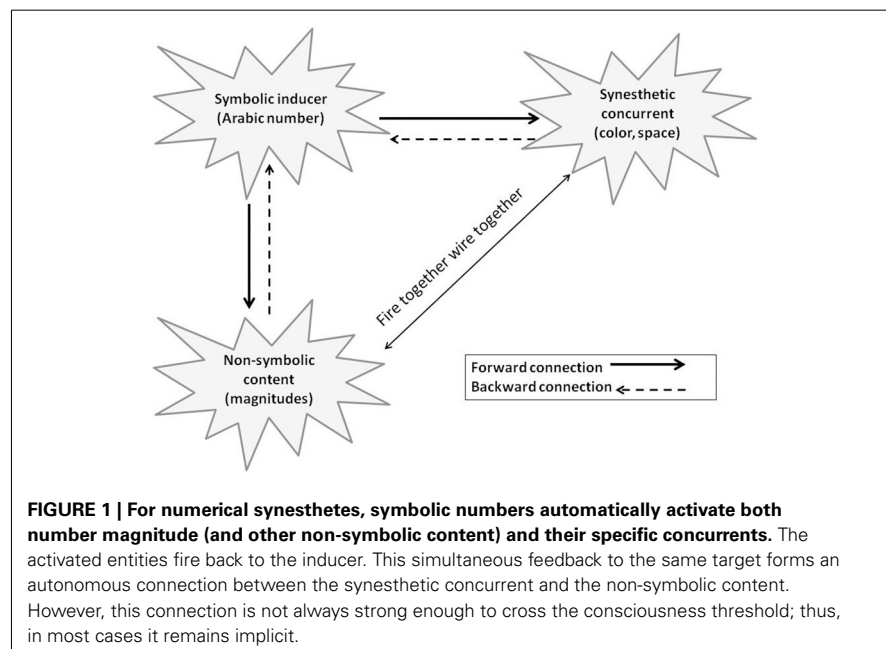 Symbolic inducer
(Arabic number)
Synesthetic
concurrent
(color, space)
Fire together wire together
Non-symbolic
content
(magnitudes)
Forward connection
Backward connection
FIGURE 1 | For numerical synesthetes, symbolic numbers automatically activate both
number magnitude (and other non-symbolic content) and their specific concurrents. The
activated entities fire back to the inducer. This simultaneous feedback to the same target forms an
autonomous connection between the synesthetic concurrent and the non-symbolic content.
However, this connection is not always strong enough to cross the consciousness threshold; thus,
in most cases it remains implicit.